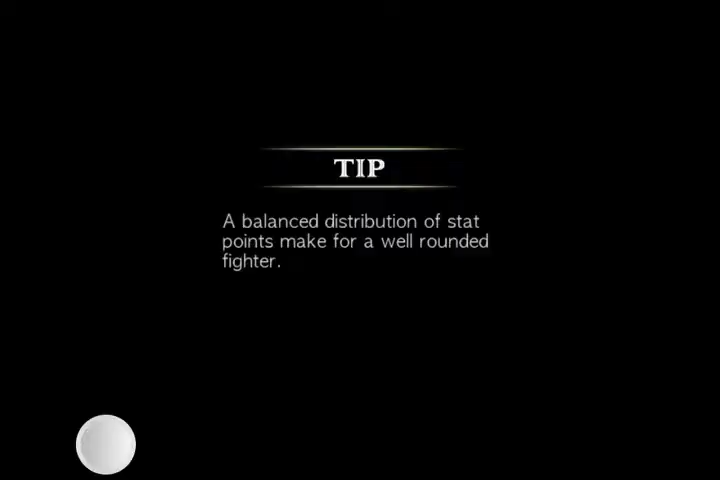 TIP
A balanced distribution of stat
points make for a well rounded
fighter.